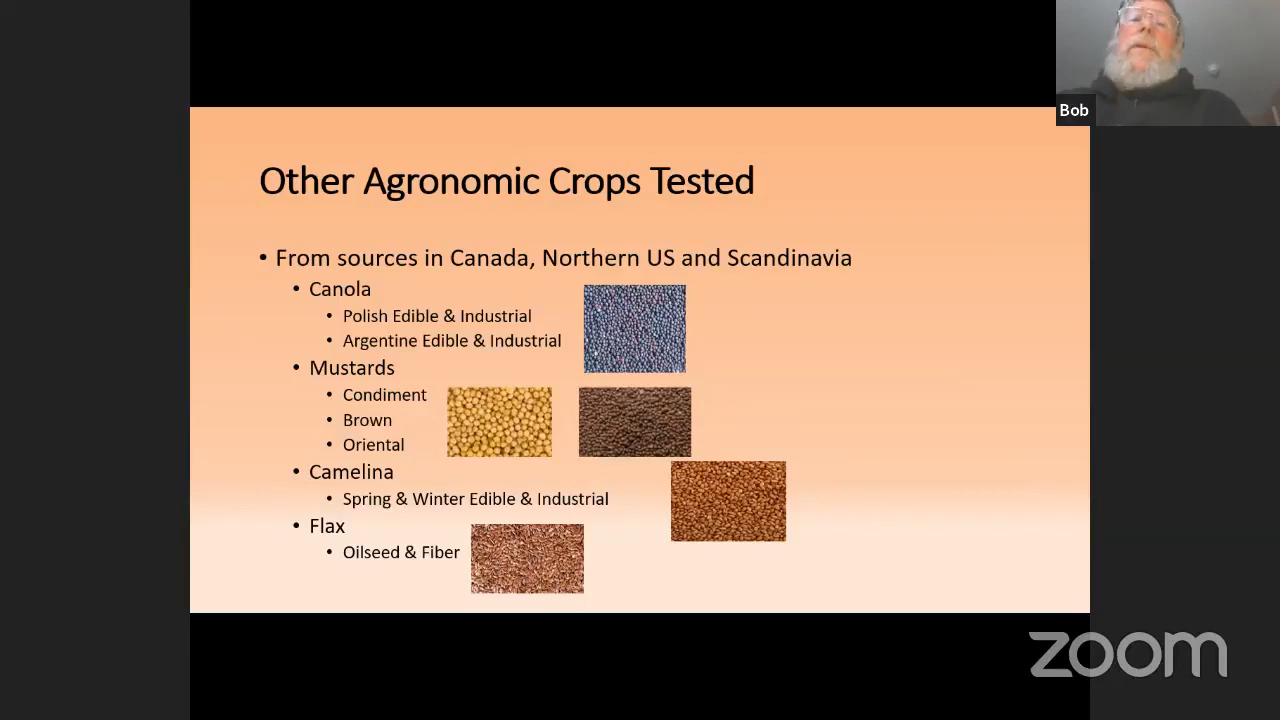 Bob
Other Agronomic Crops Tested
• From sources in Canada, Northern US and Scandinavia
• Canola
• Polish Edible & Industrial
• Argentine Edible & Industrial
• Mustards
• Condiment
• Brown
• Oriental
• Camelina
• Spring & Winter Edible & Industrial
• Flax
• Oilseed & Fiber
zoom